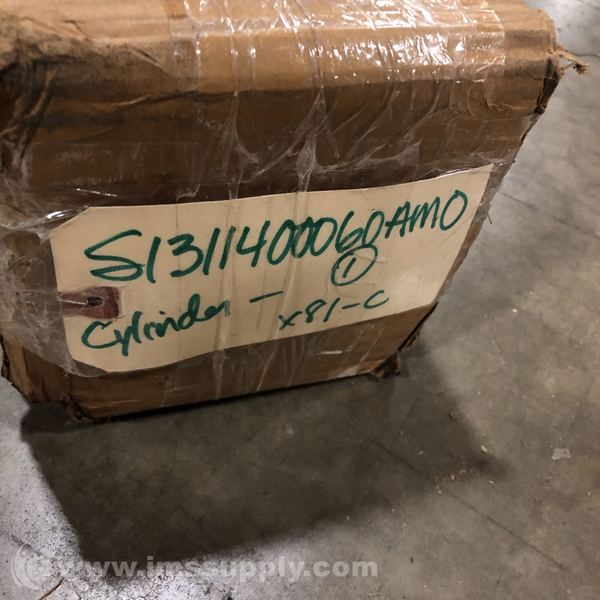 S1311400060AMO
①
Cylinder - x81-C
www.imssupply.com